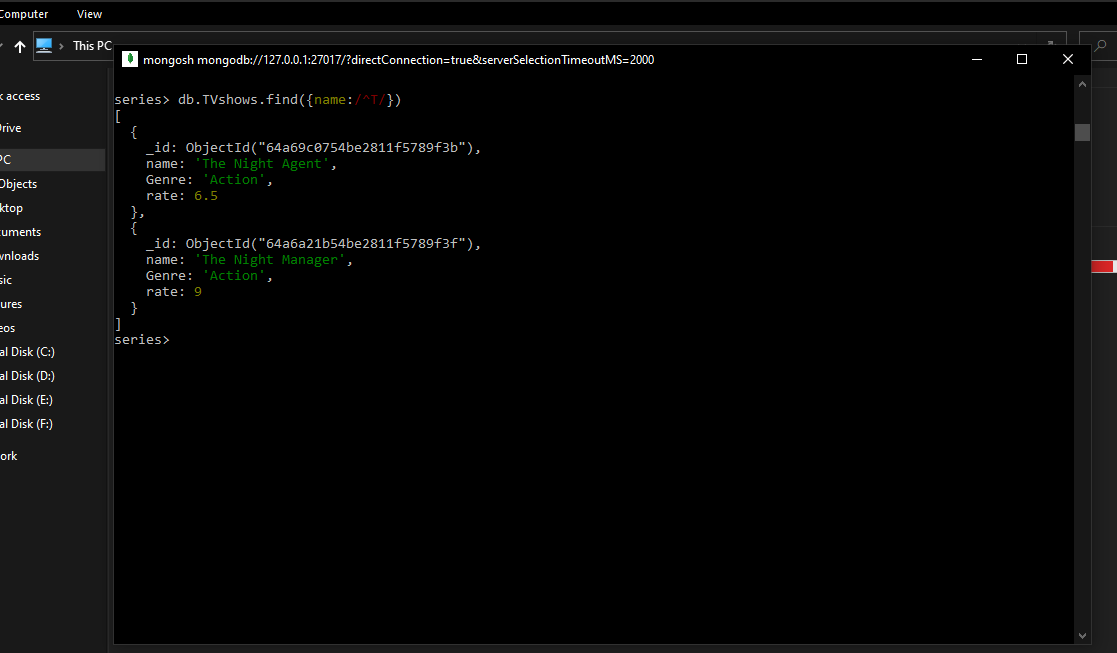 Computer View
This PC
mongosh mongodb://127.0.0.1:27017/?directConnection=true&serverSelectionTimeoutMS=2000
k access
Drive
PC
Objects
ktop
cuments
wnloads
sic
ures
eos
al Disk (C:)
al Disk (D:)
al Disk (E:)
al Disk (F:)
ork
series> db.TVshows.find({name:/^T/})
[
  {
    _id: ObjectId("64a69c0754be2811f5789f3b"),
    name: 'The Night Agent',
    Genre: 'Action',
    rate: 6.5
  },
  {
    _id: ObjectId("64a6a21b54be2811f5789f3f"),
    name: 'The Night Manager',
    Genre: 'Action',
    rate: 9
  }
]
series>